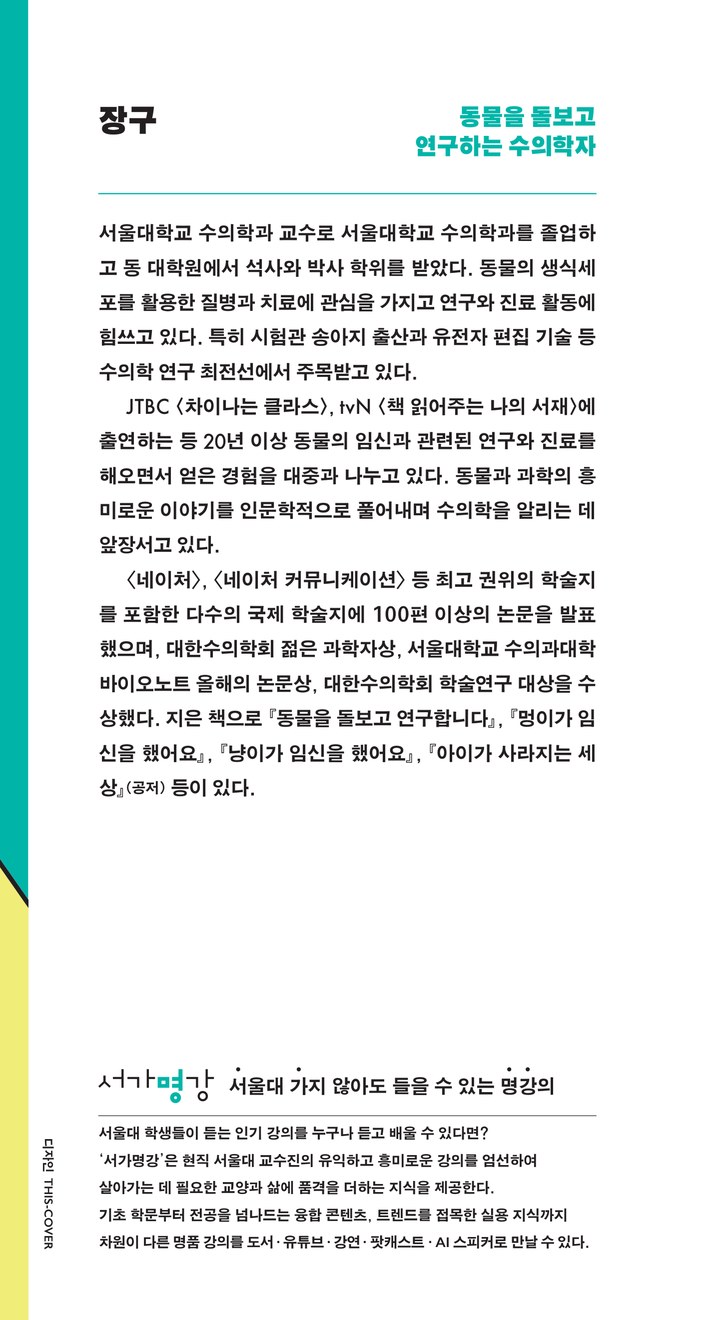 장구
동물을 돌보고
연구하는 수의학자
서울대학교 수의학과 교수로 서울대학교 수의학과를 졸업하
고 동 대학원에서 석사와 박사 학위를 받았다. 동물의 생식세
포를 활용한 질병과 치료에 관심을 가지고 연구와 진료 활동에
힘쓰고 있다. 특히 시험관 송아지 출산과 유전자 편집 기술 등
수의학 연구 최전선에서 주목받고 있다.
JTBC 〈차이나는 클라스〉, tvN 〈책 읽어주는 나의 서재〉에
출연하는 등 20년 이상 동물의 임신과 관련된 연구와 진료를
해오면서 얻은 경험을 대중과 나누고 있다. 동물과 과학의 흥
미로운 이야기를 인문학적으로 풀어내며 수의학을 알리는 데
앞장서고 있다.
〈네이처〉, 〈네이처 커뮤니케이션〉 등 최고 권위의 학술지
를 포함한 다수의 국제 학술지에 100편 이상의 논문을 발표
했으며, 대한수의학회 젊은 과학자상, 서울대학교 수의과대학
바이오노트 올해의 논문상, 대한수의학회 학술연구 대상을 수
상했다. 지은 책으로 『동물을 돌보고 연구합니다』, 『멍이가 임
신을 했어요』, 『냥이가 임신을 했어요』, 『아이가 사라지는 세
상』(공저) 등이 있다.
서가명강 서울대 가지 않아도 들을 수 있는 명강의
서울대 학생들이 듣는 인기 강의를 누구나 듣고 배울 수 있다면?
‘서가명강’은 현직 서울대 교수진의 유익하고 흥미로운 강의를 엄선하여
살아가는 데 필요한 교양과 삶에 품격을 더하는 지식을 제공한다.
기초 학문부터 전공을 넘나드는 융합 콘텐츠, 트렌드를 접목한 실용 지식까지
차원이 다른 명품 강의를 도서 · 유튜브 · 강연 · 팟캐스트 · AI 스피커로 만날 수 있다.
디자인 THIS-COVER